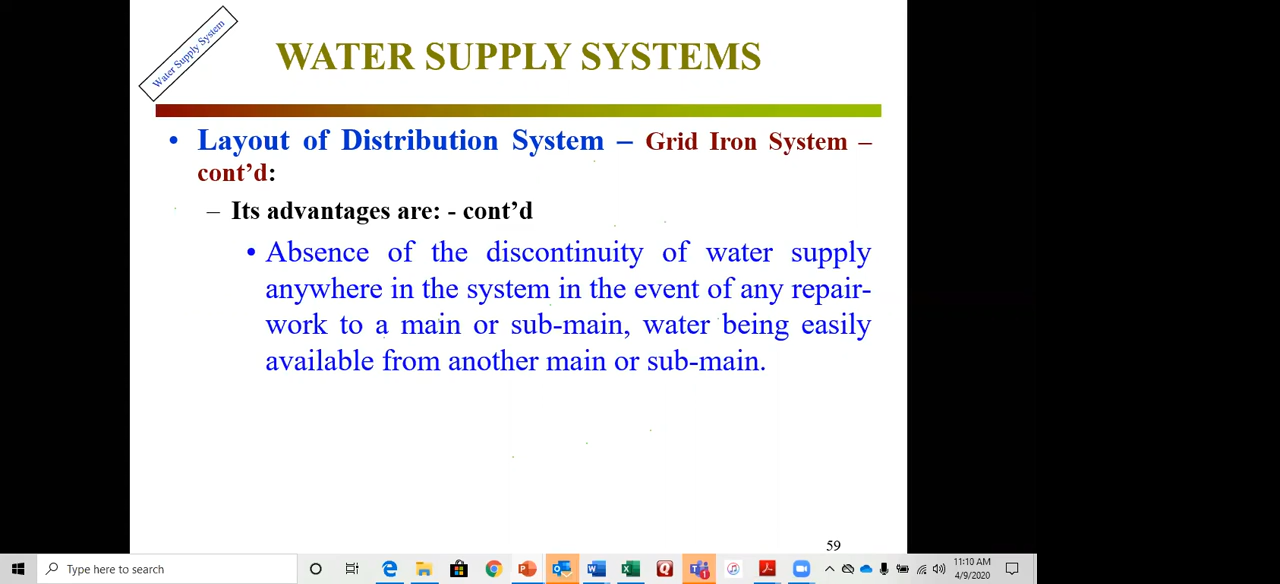 Water Supply System
WATER SUPPLY SYSTEMS
• Layout of Distribution System – Grid Iron System –
cont’d:
– Its advantages are: - cont’d
• Absence of the discontinuity of water supply
anywhere in the system in the event of any repair-
work to a main or sub-main, water being easily
available from another main or sub-main.
59
Type here to search
11:10 AM
4/9/2020